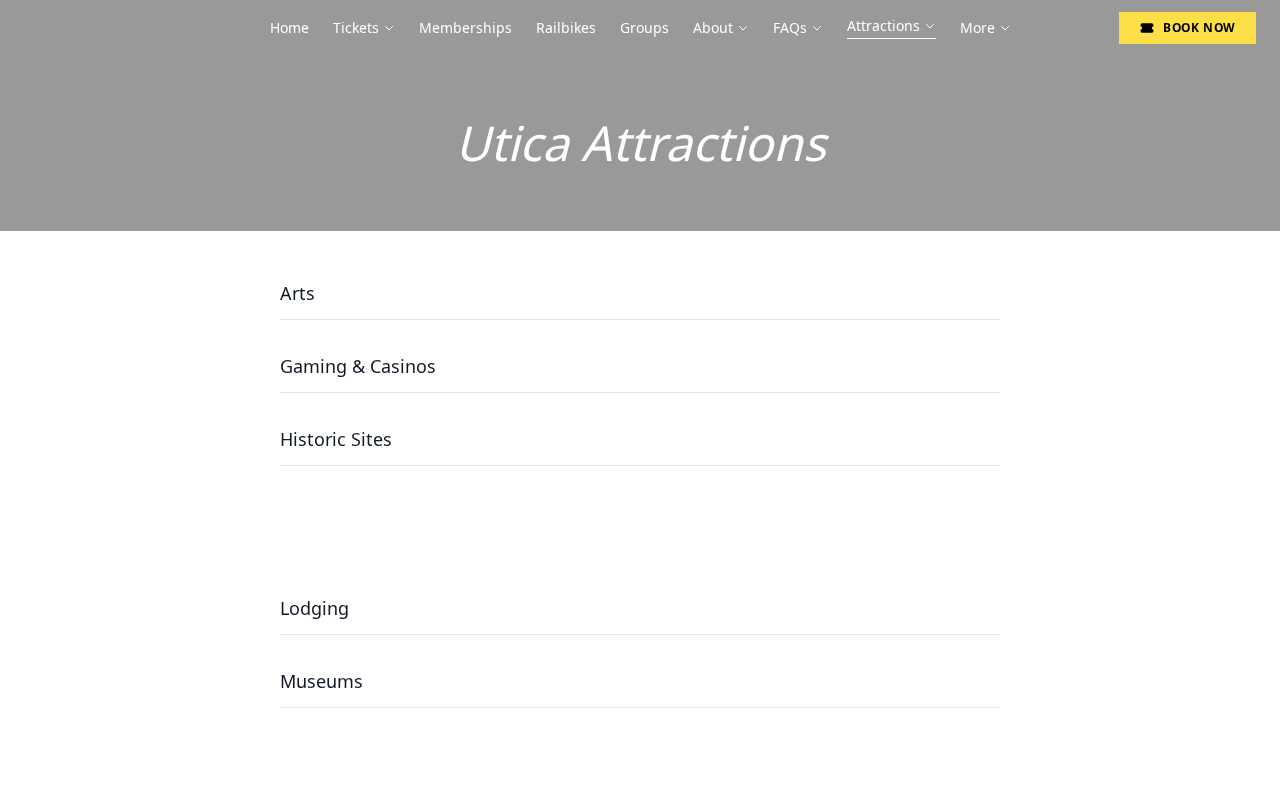 Home Tickets Memberships Railbikes Groups About FAQs Attractions More BOOK NOW
Utica Attractions
Arts
Gaming & Casinos
Historic Sites
Lodging
Museums